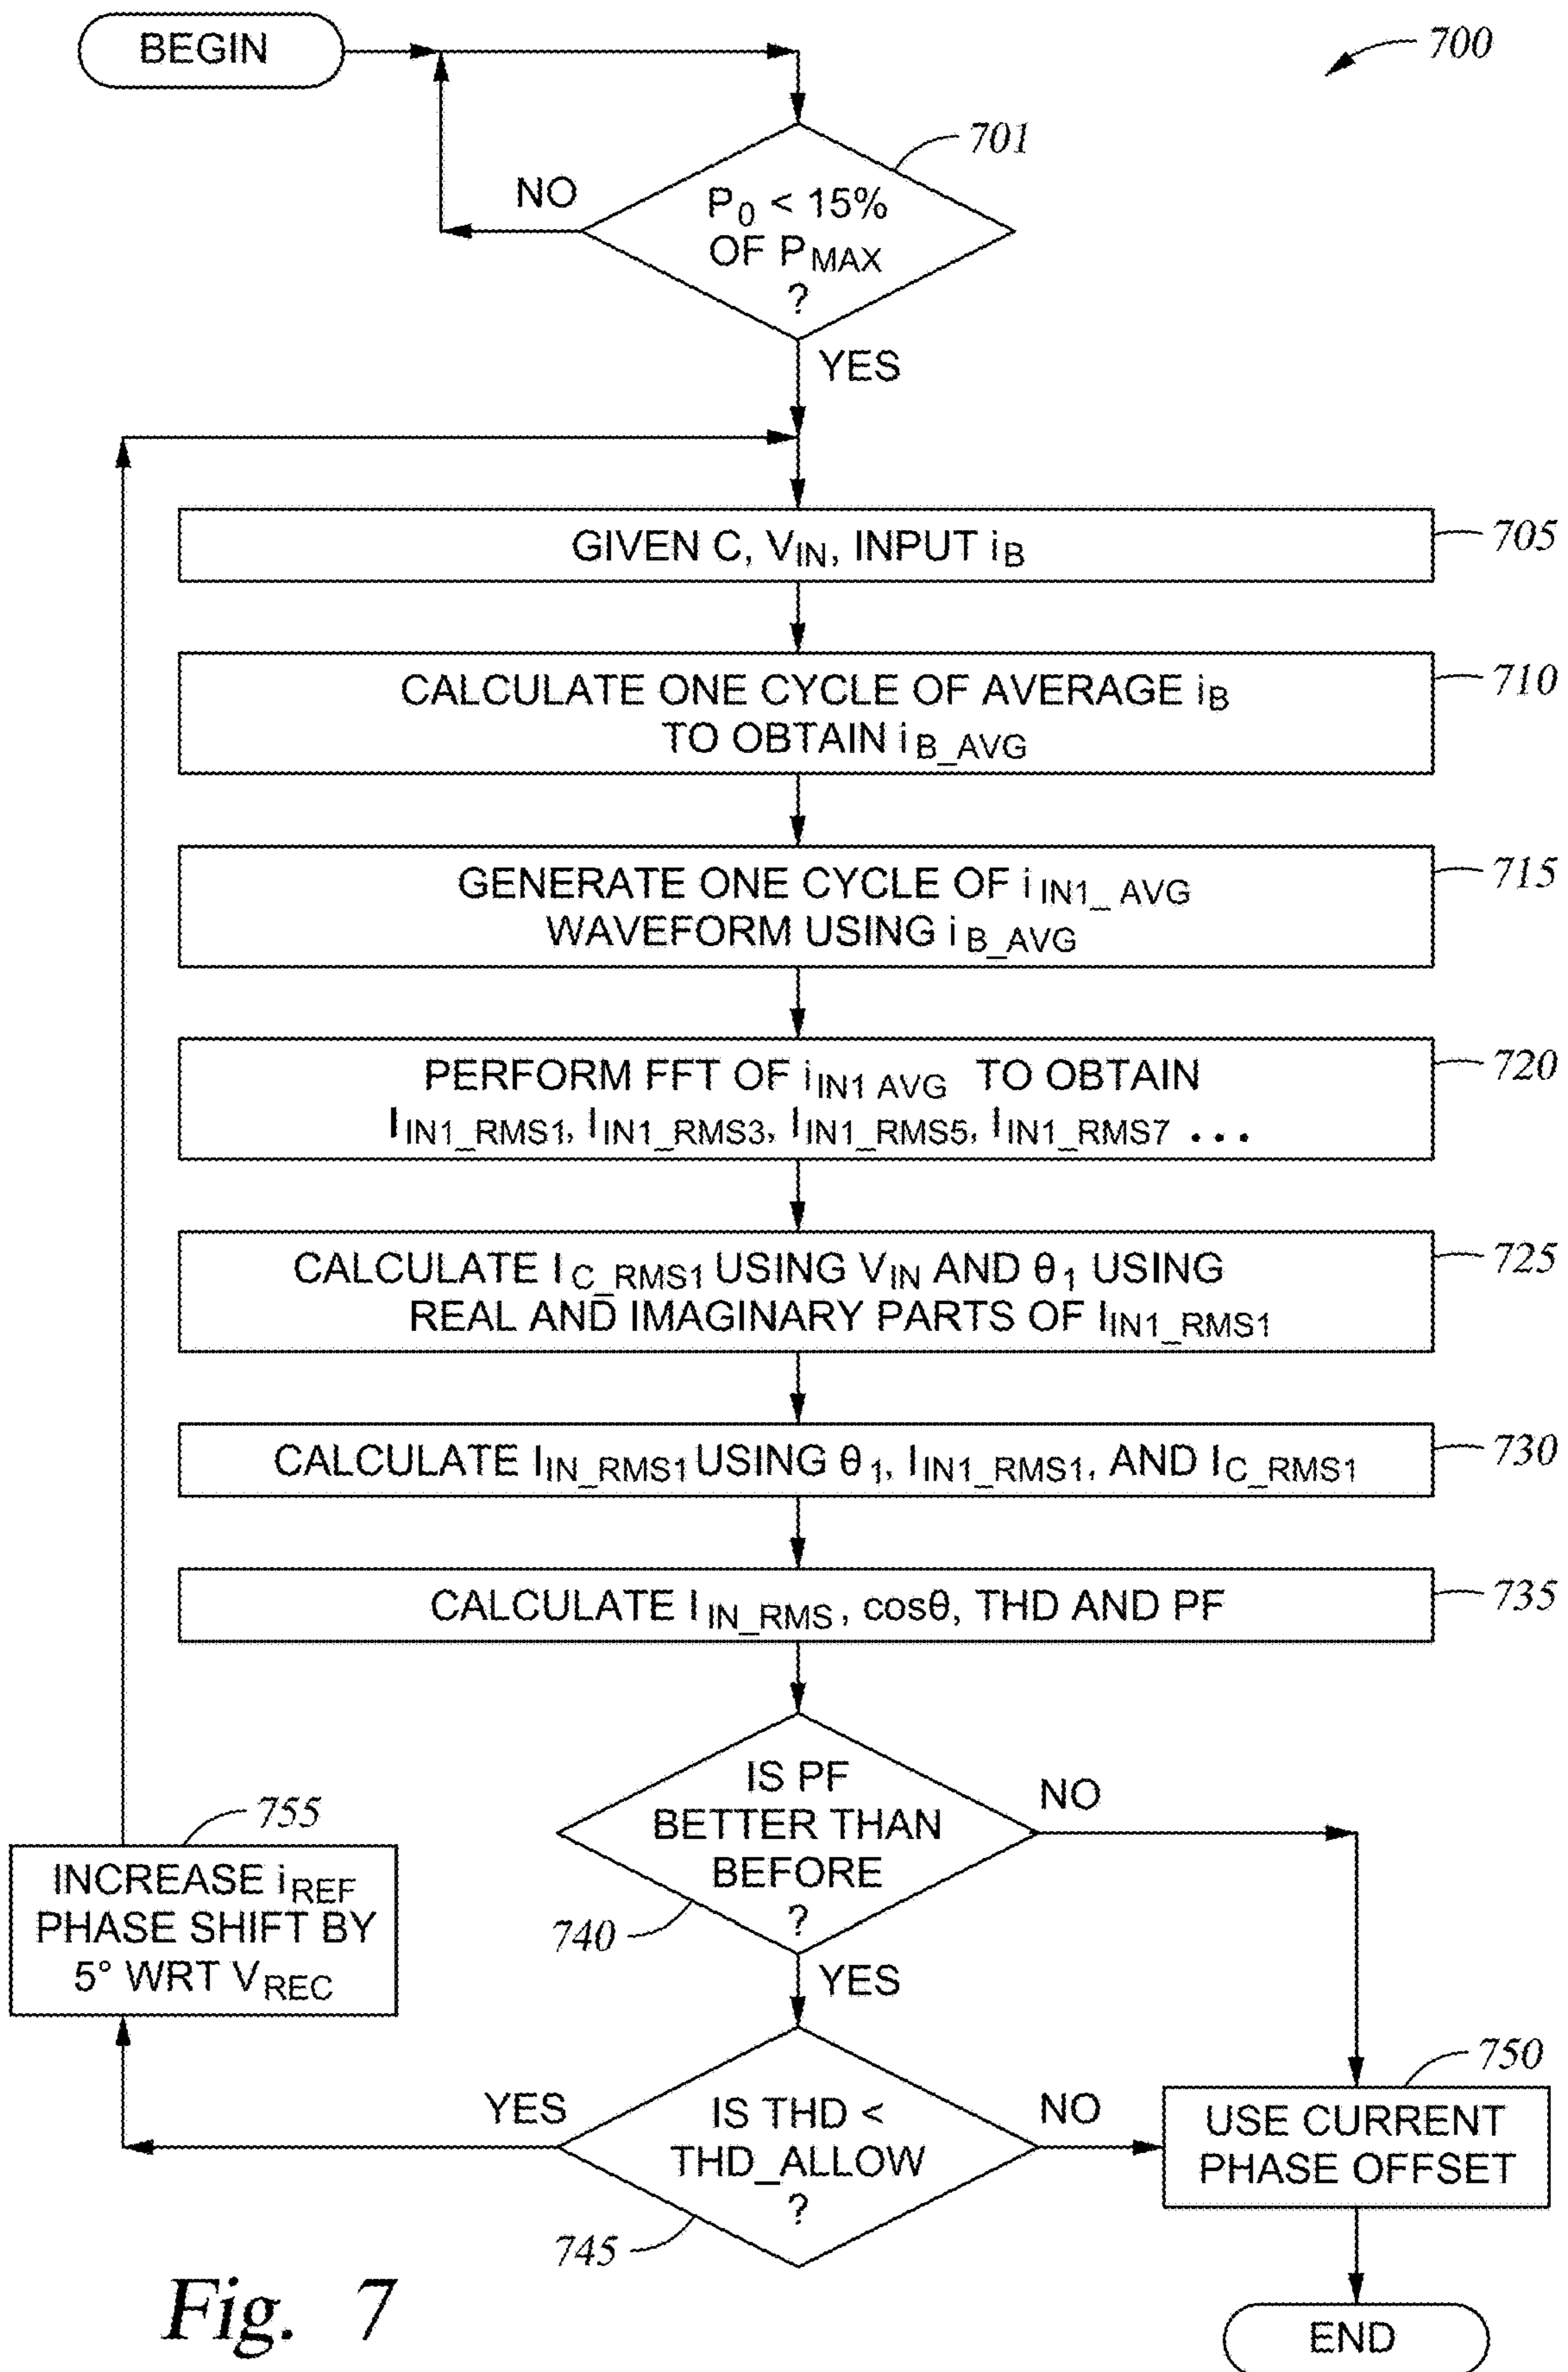 BEGIN
700
701
NO
P0 < 15%
OF PMAX
?
YES
GIVEN C, VIN, INPUT iB
705
CALCULATE ONE CYCLE OF AVERAGE iB
TO OBTAIN iB_AVG
710
GENERATE ONE CYCLE OF iIN1_AVG
WAVEFORM USING iB_AVG
715
PERFORM FFT OF iIN1 AVG TO OBTAIN
IIN1_RMS1, IIN1_RMS3, IIN1_RMS5, IIN1_RMS7 ...
720
CALCULATE IC_RMS1 USING VIN AND θ1 USING
REAL AND IMAGINARY PARTS OF IIN1_RMS1
725
CALCULATE IIN_RMS1 USING θ1, IIN1_RMS1, AND IC_RMS1
730
CALCULATE IIN_RMS, cosθ, THD AND PF
735
IS PF
BETTER THAN
BEFORE
?
740
NO
YES
755
INCREASE iREF
PHASE SHIFT BY
5° WRT VREC
YES
IS THD <
THD_ALLOW
?
745
NO
750
USE CURRENT
PHASE OFFSET
END
Fig. 7